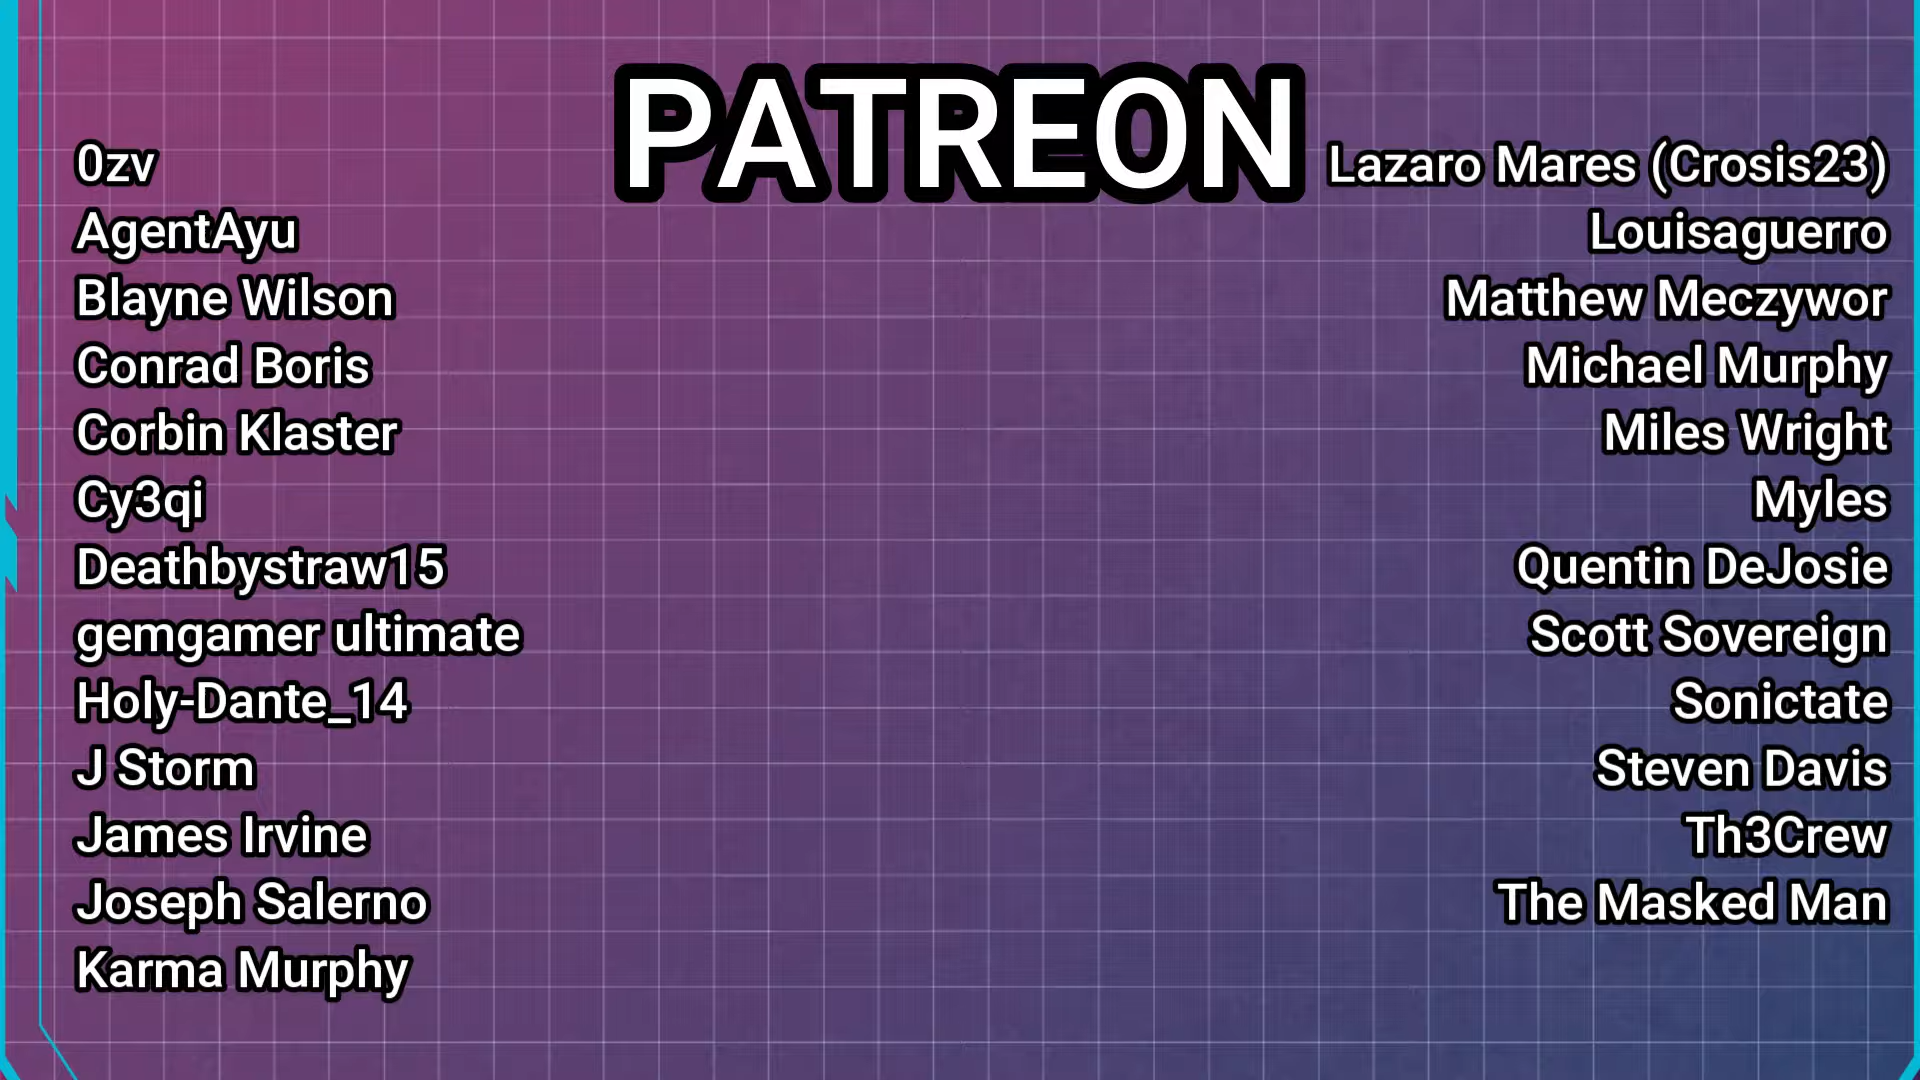 PATREON
0zv
AgentAyu
Blayne Wilson
Conrad Boris
Corbin Klaster
Cy3qi
Deathbystraw15
gemgamer ultimate
Holy-Dante_14
J Storm
James Irvine
Joseph Salerno
Karma Murphy
Lazaro Mares (Crosis23)
Louisaguerro
Matthew Meczywor
Michael Murphy
Miles Wright
Myles
Quentin DeJosie
Scott Sovereign
Sonictate
Steven Davis
Th3Crew
The Masked Man